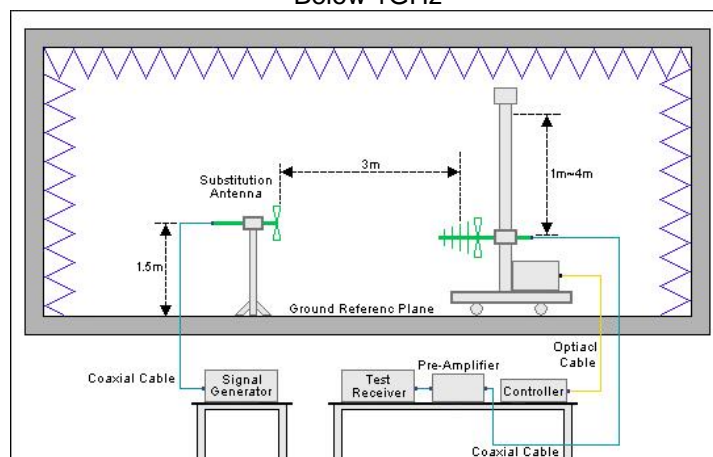 Below 1GHz
3m
1m~4m
Substitution
Antenna
1.5m
Ground Referenc Plane
Optiacl
Cable
Pre-Amplifier
Coaxial Cable
Signal
Generator
Test
Receiver
Controller
Coaxial Cable